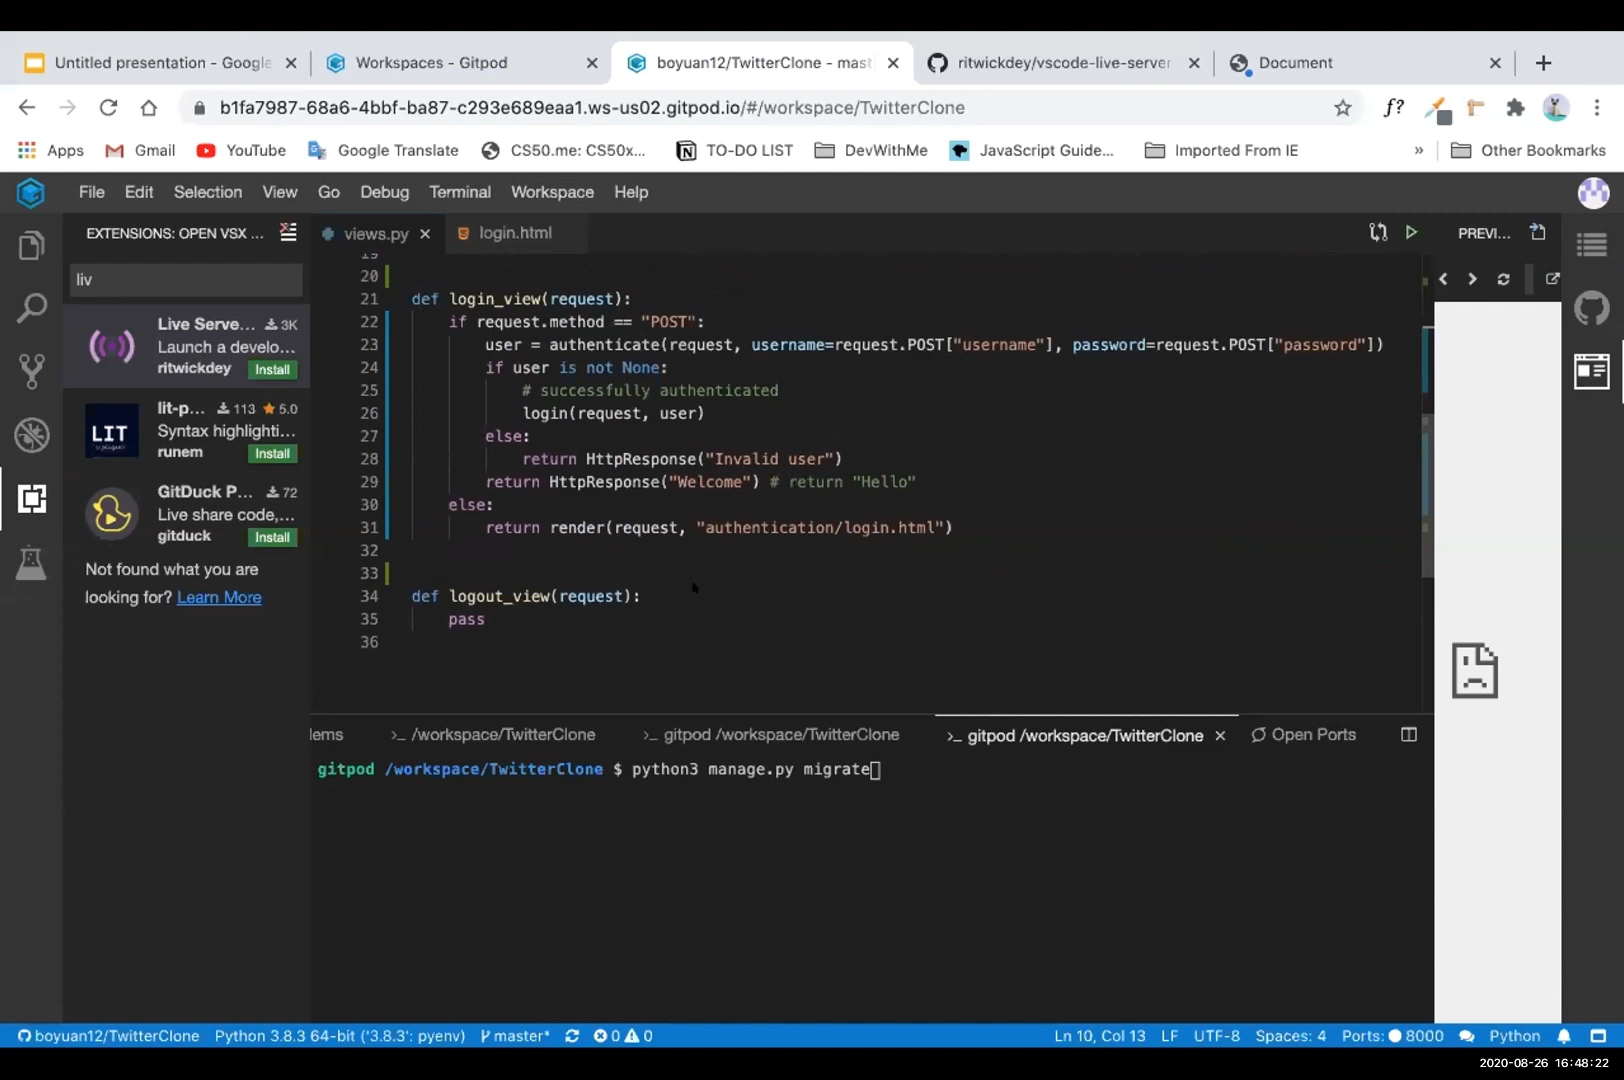 Untitled presentation - Google
Workspaces - Gitpod
boyuan12/TwitterClone - mast
ritwickdey/vscode-live-server
Document
b1fa7987-68a6-4bbf-ba87-c293e689eaa1.ws-us02.gitpod.io/#/workspace/TwitterClone
f?
Apps
Gmail
YouTube
Google Translate
CS50.me: CS50x...
TO-DO LIST
DevWithMe
JavaScript Guide...
Imported From IE
»
Other Bookmarks
File Edit Selection View Go Debug Terminal Workspace Help
EXTENSIONS: OPEN VSX ...
views.py
login.html
PREVI...
liv
Live Serve... 3K
Launch a develo...
ritwickdey Install
lit-p... 113 5.0
LIT
Syntax highlighti...
runem Install
GitDuck P... 72
Live share code,...
gitduck Install
Not found what you are
looking for? Learn More
19
20
21 def login_view(request):
22 if request.method == "POST":
23 user = authenticate(request, username=request.POST["username"], password=request.POST["password"])
24 if user is not None:
25 # successfully authenticated
26 login(request, user)
27 else:
28 return HttpResponse("Invalid user")
29 return HttpResponse("Welcome") # return "Hello"
30 else:
31 return render(request, "authentication/login.html")
32
33
34 def logout_view(request):
35 pass
36
lems
>_ /workspace/TwitterClone
>_ gitpod /workspace/TwitterClone
>_ gitpod /workspace/TwitterClone
Open Ports
gitpod /workspace/TwitterClone $ python3 manage.py migrate
boyuan12/TwitterClone Python 3.8.3 64-bit ('3.8.3': pyenv) master* 0 0 Ln 10, Col 13 LF UTF-8 Spaces: 4 Ports: 8000 Python
2020-08-26 16:48:22